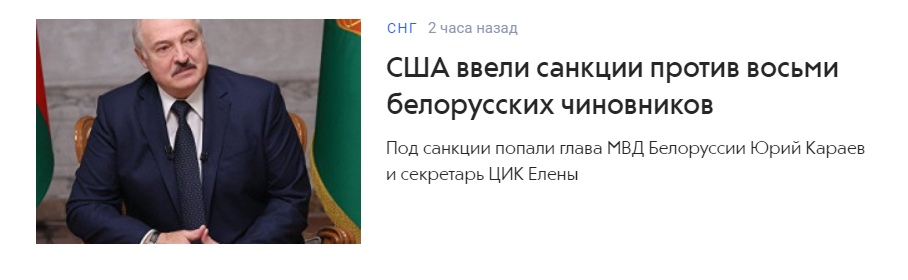 СНГ 2 часа назад
США ввели санкции против восьми
белорусских чиновников
Под санкции попали глава МВД Белоруссии Юрий Караев
и секретарь ЦИК Елены